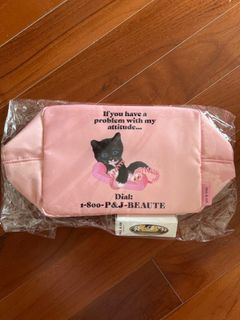 If you have a
problem with my
attitude...
Dial:
1-800-P&J-BEAUTE